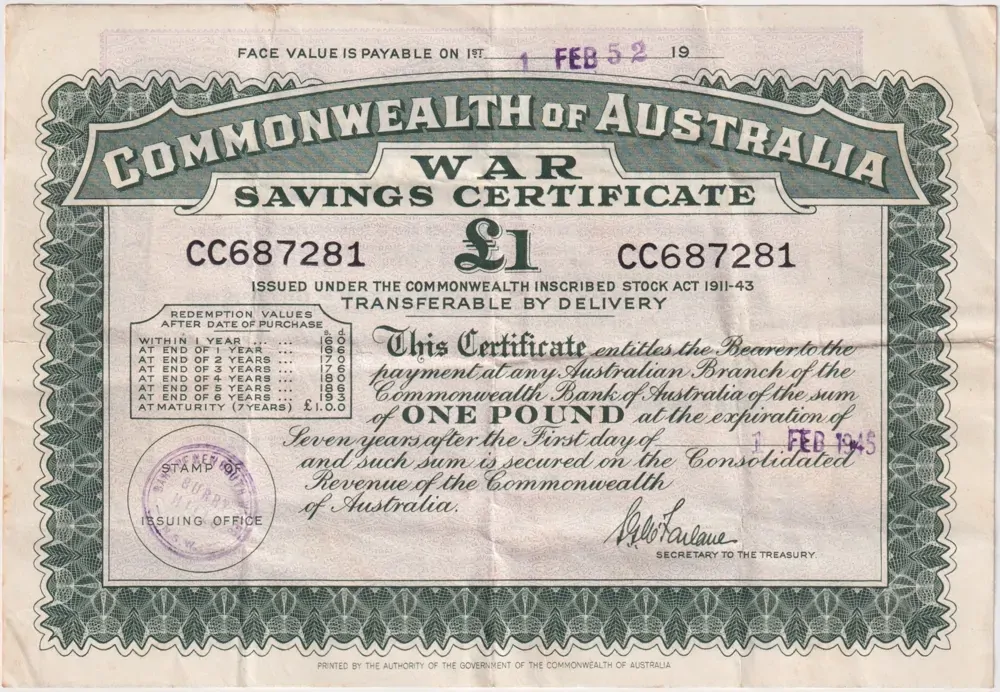 FACE VALUE IS PAYABLE ON 1ST 1 FEB 52 19
COMMONWEALTH OF AUSTRALIA
WAR
SAVINGS CERTIFICATE
£1
CC687281 CC687281
ISSUED UNDER THE COMMONWEALTH INSCRIBED STOCK ACT 1911-43
TRANSFERABLE BY DELIVERY
REDEMPTION VALUES
AFTER DATE OF PURCHASE
s. d.
WITHIN 1 YEAR ... ... 16 0
AT END OF 1 YEAR ... 16 6
AT END OF 2 YEARS ... 17 0
AT END OF 3 YEARS ... 17 6
AT END OF 4 YEARS ... 18 0
AT END OF 5 YEARS ... 18 6
AT END OF 6 YEARS ... 19 3
AT MATURITY (7 YEARS) £1.0.0
This Certificate entitles the Bearer to the
payment at any Australian Branch of the
Commonwealth Bank of Australia of the sum
of ONE POUND at the expiration of
Seven years after the First day of 1 FEB 1945
and such sum is secured on the Consolidated
Revenue of the Commonwealth
of Australia.
STAMP OF
ISSUING OFFICE
N.S.W.
SECRETARY TO THE TREASURY.
PRINTED BY THE AUTHORITY OF THE GOVERNMENT OF THE COMMONWEALTH OF AUSTRALIA